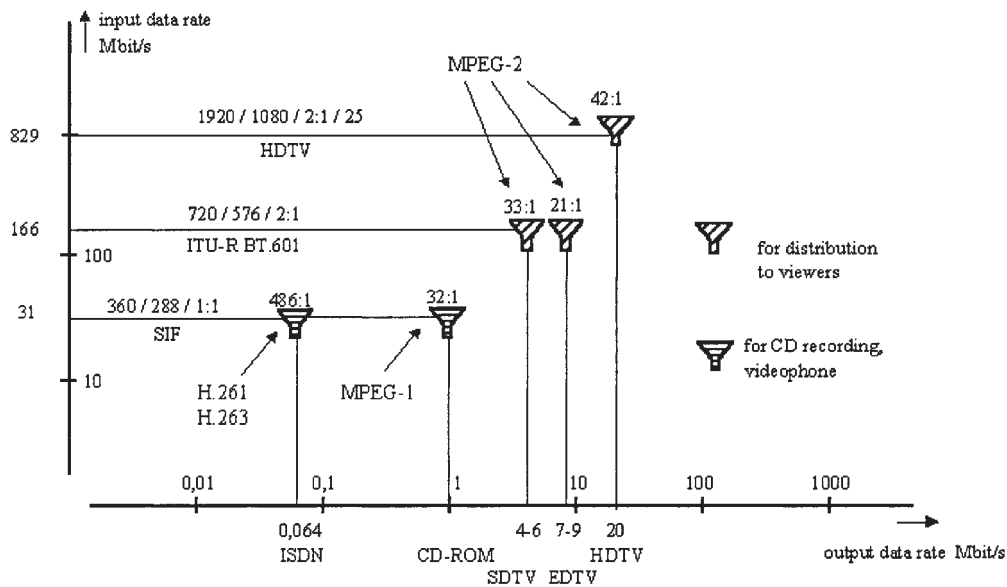 input data rate
Mbit/s
MPEG-2
42:1
1920 / 1080 / 2:1 / 25
829
HDTV
720 / 576 / 2:1
33:1
21:1
166
ITU-R BT.601
100
for distribution
to viewers
360 / 288 / 1:1
486:1
32:1
31
SIF
for CD recording,
videophone
10
H.261
H.263
MPEG-1
0,01
0,1
1
10
100
1000
0,064
4-6
7-9
20
ISDN
CD-ROM
HDTV
output data rate Mbit/s
SDTV
EDTV